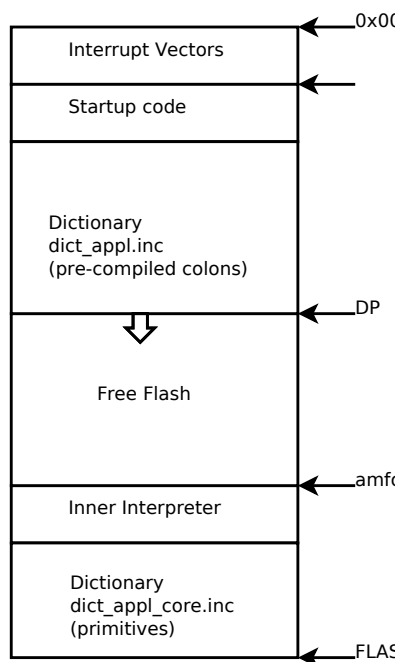 0x00
Interrupt Vectors
Startup code
Dictionary
dict_appl.inc
(pre-compiled colons)
DP
Free Flash
Inner Interpreter
Dictionary
dict_appl_core.inc
(primitives)